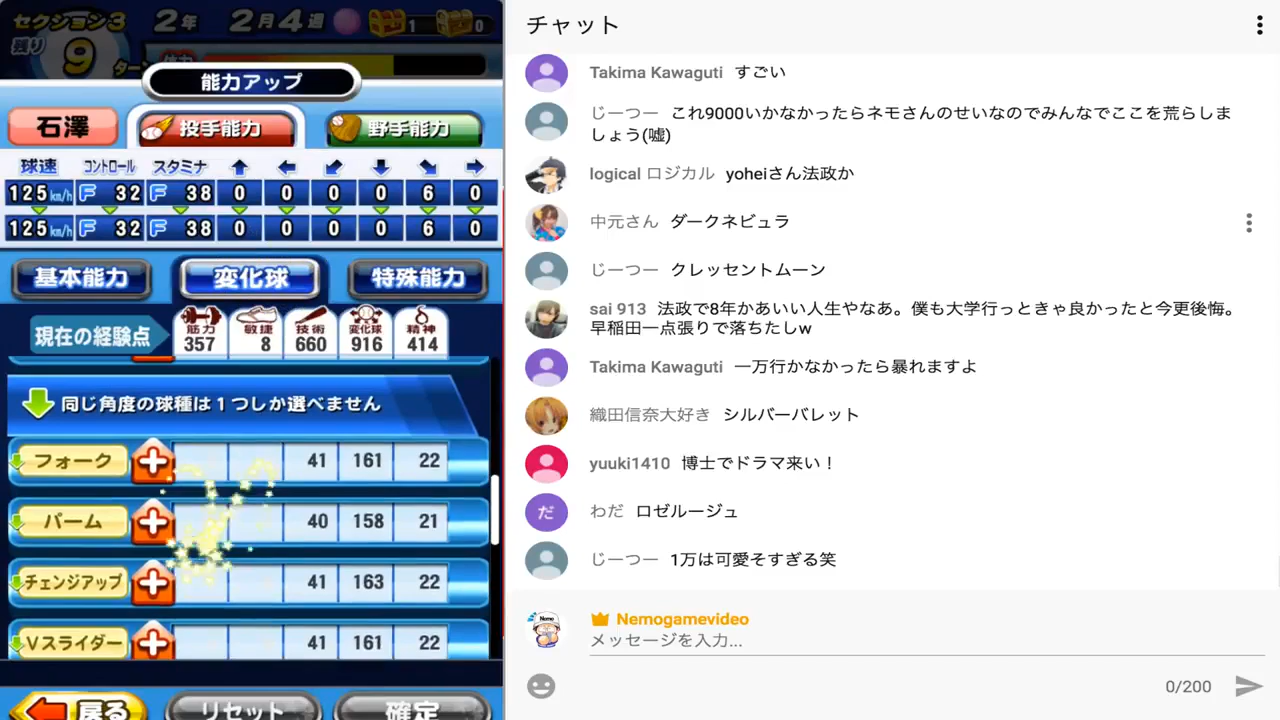 セクション3 2年 2月4週 1 0
残り 9 ターン 体力
能力アップ
石澤 投手能力 野手能力
球速 コントロール スタミナ
125km/h F 32 F 38 0 0 0 0 6 0
125km/h F 32 F 38 0 0 0 0 6 0
基本能力 変化球 特殊能力
現在の経験点 筋力 357 敏捷 8 技術 660 変化球 916 精神 414
同じ角度の球種は1つしか選べません
フォーク 41 161 22
パーム 40 158 21
チェンジアップ 41 163 22
Vスライダー 41 161 22
戻る リセット 確定
チャット
Takima Kawaguti すごい
じーつー これ9000いかなかったらネモさんのせいなのでみんなでここを荒らしま
しょう(嘘)
logical ロジカル yoheiさん法政か
中元さん ダークネビュラ
じーつー クレッセントムーン
sai 913 法政で8年かあいい人生やなあ。僕も大学行っときゃ良かったと今更後悔。
早稲田一点張りで落ちたしw
Takima Kawaguti 一万行かなかったら暴れますよ
織田信奈大好き シルバーバレット
yuuki1410 博士でドラマ来い！
だ わだ ロゼルージュ
じーつー 1万は可愛そすぎる笑
Nemo Nemogamevideo
メッセージを入力...
0/200